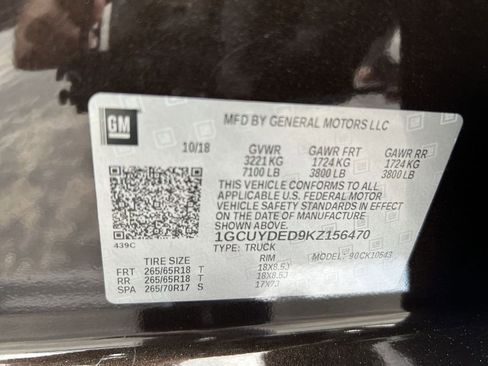 GM
MFD BY GENERAL MOTORS LLC
10/18 GVWR GAWR FRT GAWR RR
3221 KG 1724 KG 1724 KG
7100 LB 3800 LB 3800 LB
THIS VEHICLE CONFORMS TO ALL
APPLICABLE U.S. FEDERAL MOTOR
VEHICLE SAFETY STANDARDS IN EFFECT
ON THE DATE OF MANUFACTURE SHOWN
ABOVE.
1GCUYDED9KZ156470
439C TYPE: TRUCK MODEL: 90CK10543
TIRE SIZE RIM
FRT 265/65R18 T 18X8.5J
RR 265/65R18 T 18X8.5J
SPA 265/70R17 S 17X7J